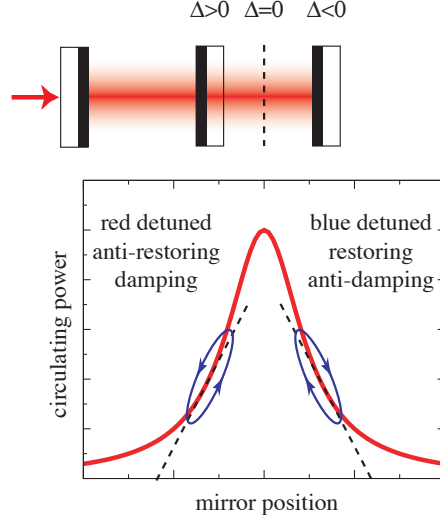 Δ>0 Δ=0 Δ<0
red detuned
anti-restoring
damping
blue detuned
restoring
anti-damping
circulating power
mirror position